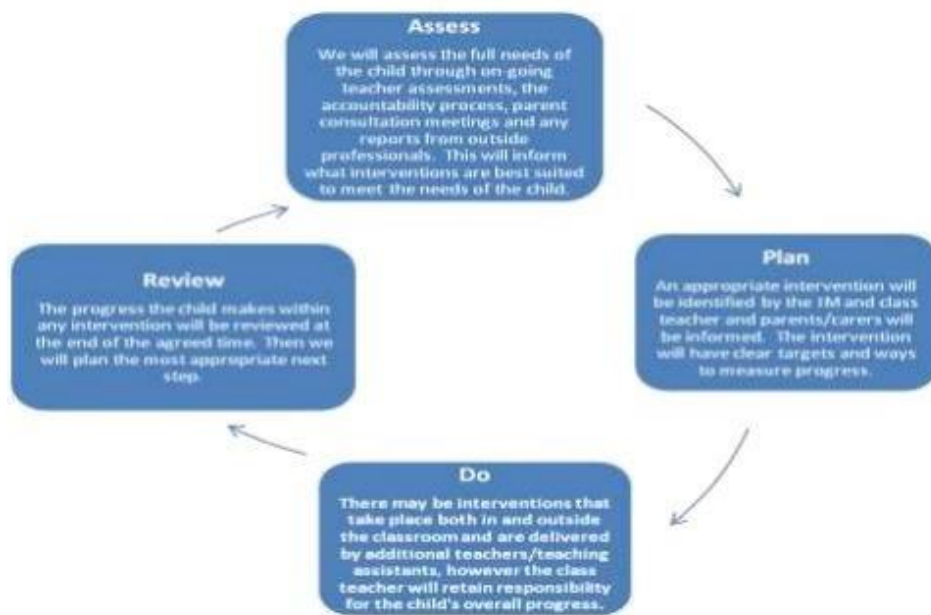 Assess
We will assess the full needs of
the child through on-going
teacher assessments, the
accountability process, parent
consultation meetings and any
reports from outside
professionals. This will inform
what interventions are best suited
to meet the needs of the child.
Plan
An appropriate intervention will
be identified by the IM and class
teacher and parents/carers will
be informed. The intervention
will have clear targets and ways
to measure progress.
Do
There may be interventions that
take place both in and outside
the classroom and are delivered
by additional teachers/teaching
assistants, however the class
teacher will retain responsibility
for the child's overall progress.
Review
The progress the child makes within
any intervention will be reviewed at
the end of the agreed time. Then we
will plan the most appropriate next
step.